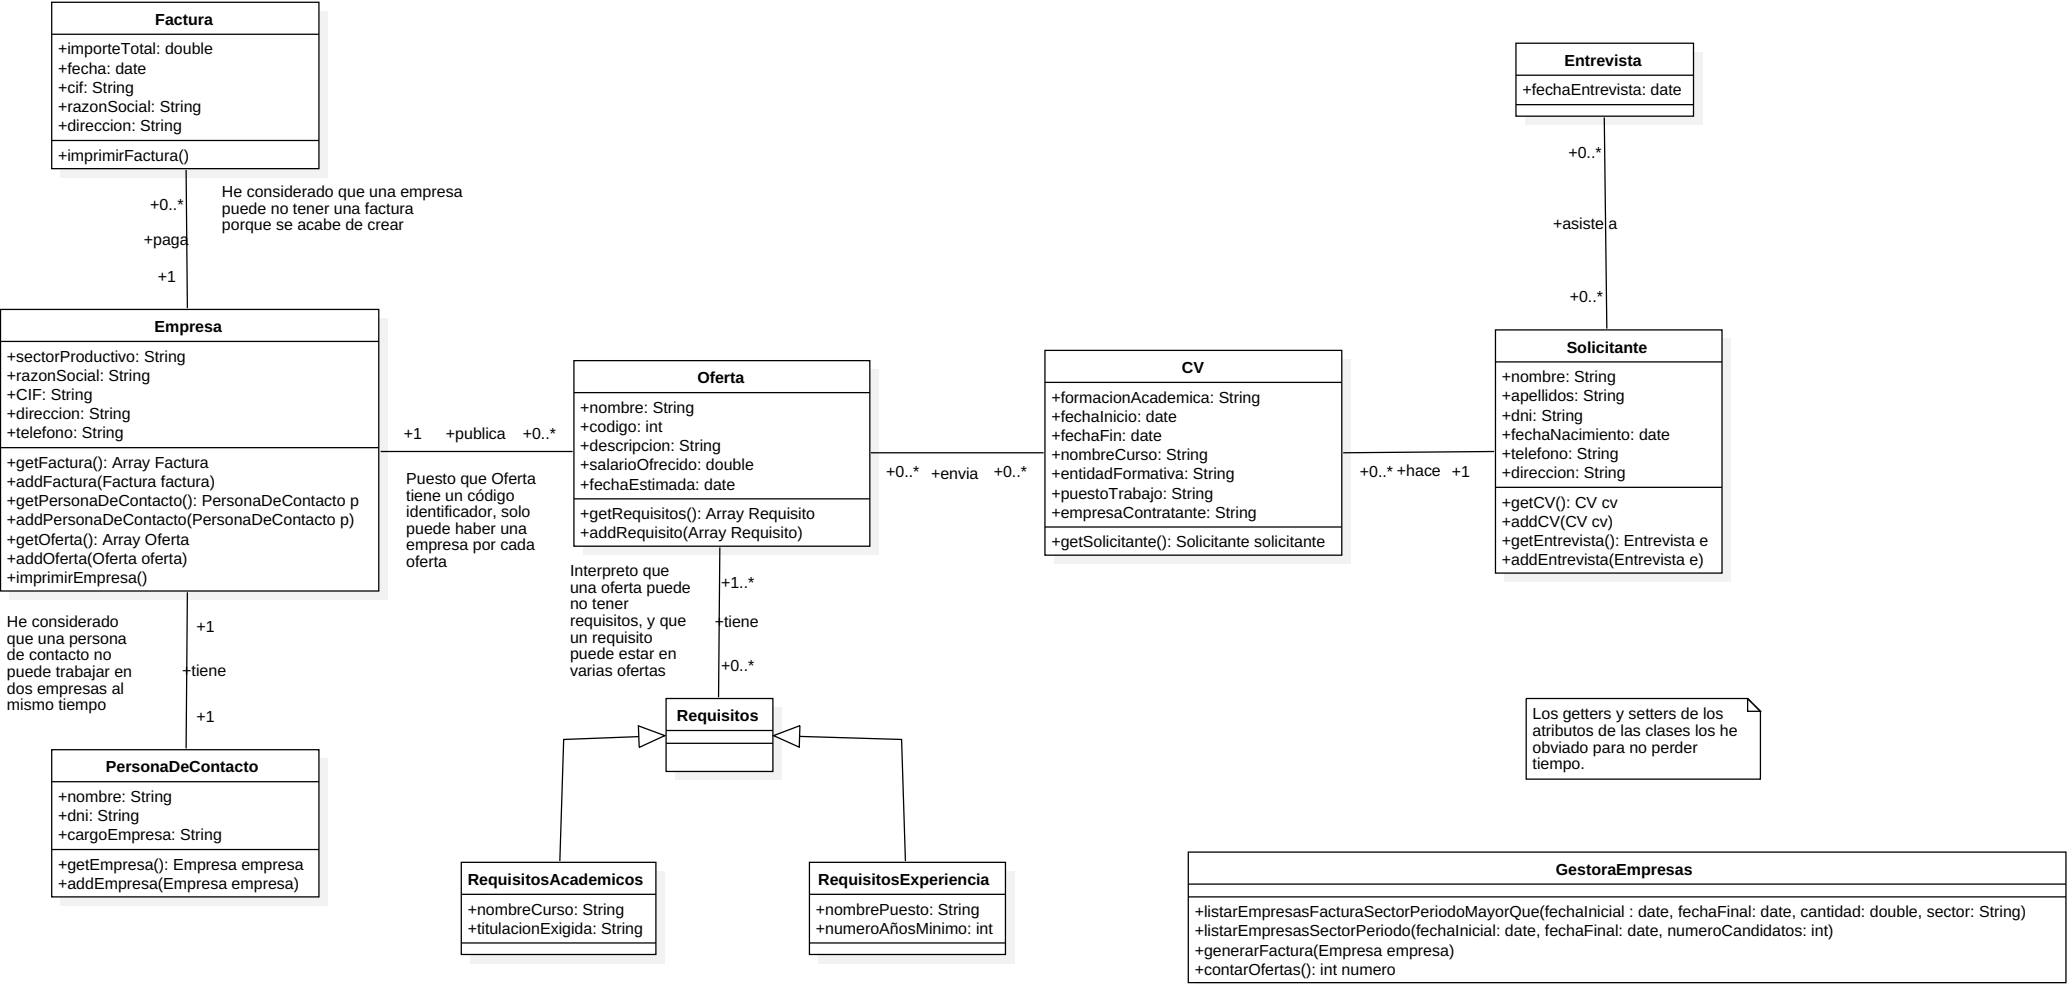 Factura
+importeTotal: double
+fecha: date
+cif: String
+razonSocial: String
+direccion: String
+imprimirFactura()
+0..*
+paga
+1
He considerado que una empresa
puede no tener una factura
porque se acabe de crear
Empresa
+sectorProductivo: String
+razonSocial: String
+CIF: String
+direccion: String
+telefono: String
+getFactura(): Array Factura
+addFactura(Factura factura)
+getPersonaDeContacto(): PersonaDeContacto p
+addPersonaDeContacto(PersonaDeContacto p)
+getOferta(): Array Oferta
+addOferta(Oferta oferta)
+imprimirEmpresa()
+1 +publica +0..*
Puesto que Oferta
tiene un código
identificador, solo
puede haber una
empresa por cada
oferta
He considerado
que una persona
de contacto no
puede trabajar en
dos empresas al
mismo tiempo
+1
+tiene
+1
PersonaDeContacto
+nombre: String
+dni: String
+cargoEmpresa: String
+getEmpresa(): Empresa empresa
+addEmpresa(Empresa empresa)
Oferta
+nombre: String
+codigo: int
+descripcion: String
+salarioOfrecido: double
+fechaEstimada: date
+getRequisitos(): Array Requisito
+addRequisito(Array Requisito)
Interpreto que
una oferta puede
no tener
requisitos, y que
un requisito
puede estar en
varias ofertas
+1..*
+tiene
+0..*
Requisitos
RequisitosAcademicos
+nombreCurso: String
+titulacionExigida: String
RequisitosExperiencia
+nombrePuesto: String
+numeroAñosMinimo: int
+0..* +envia +0..*
CV
+formacionAcademica: String
+fechaInicio: date
+fechaFin: date
+nombreCurso: String
+entidadFormativa: String
+puestoTrabajo: String
+empresaContratante: String
+getSolicitante(): Solicitante solicitante
+0..* +hace +1
Entrevista
+fechaEntrevista: date
+0..*
+asiste a
+0..*
Solicitante
+nombre: String
+apellidos: String
+dni: String
+fechaNacimiento: date
+telefono: String
+direccion: String
+getCV(): CV cv
+addCV(CV cv)
+getEntrevista(): Entrevista e
+addEntrevista(Entrevista e)
Los getters y setters de los
atributos de las clases los he
obviado para no perder
tiempo.
GestoraEmpresas
+listarEmpresasFacturaSectorPeriodoMayorQue(fechaInicial : date, fechaFinal: date, cantidad: double, sector: String)
+listarEmpresasSectorPeriodo(fechaInicial: date, fechaFinal: date, numeroCandidatos: int)
+generarFactura(Empresa empresa)
+contarOfertas(): int numero